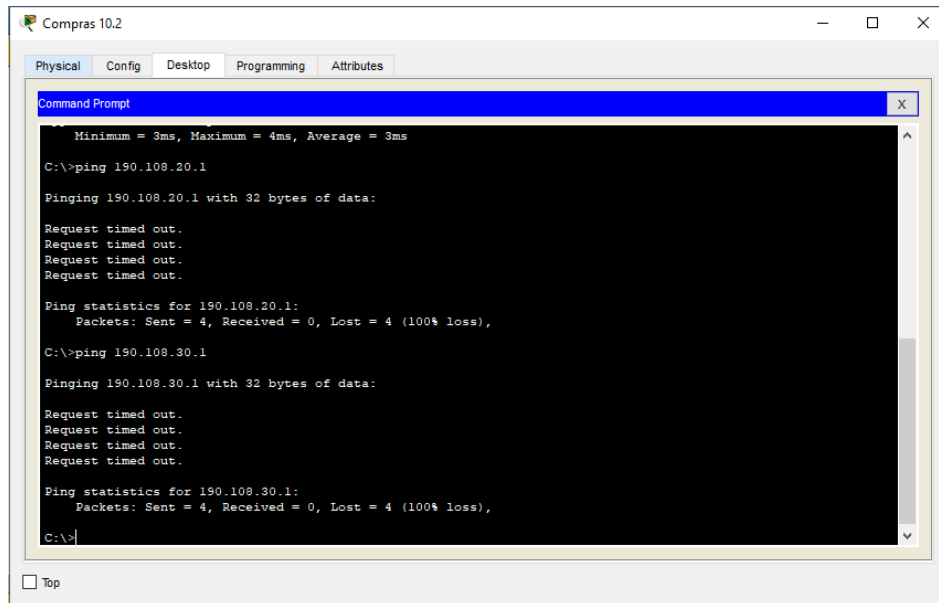 Compras 10.2
Physical Config Desktop Programming Attributes
Command Prompt
X
Minimum = 3ms, Maximum = 4ms, Average = 3ms
C:\>ping 190.108.20.1
Pinging 190.108.20.1 with 32 bytes of data:
Request timed out.
Request timed out.
Request timed out.
Request timed out.
Ping statistics for 190.108.20.1:
Packets: Sent = 4, Received = 0, Lost = 4 (100% loss),
C:\>ping 190.108.30.1
Pinging 190.108.30.1 with 32 bytes of data:
Request timed out.
Request timed out.
Request timed out.
Request timed out.
Ping statistics for 190.108.30.1:
Packets: Sent = 4, Received = 0, Lost = 4 (100% loss),
C:\>
Top